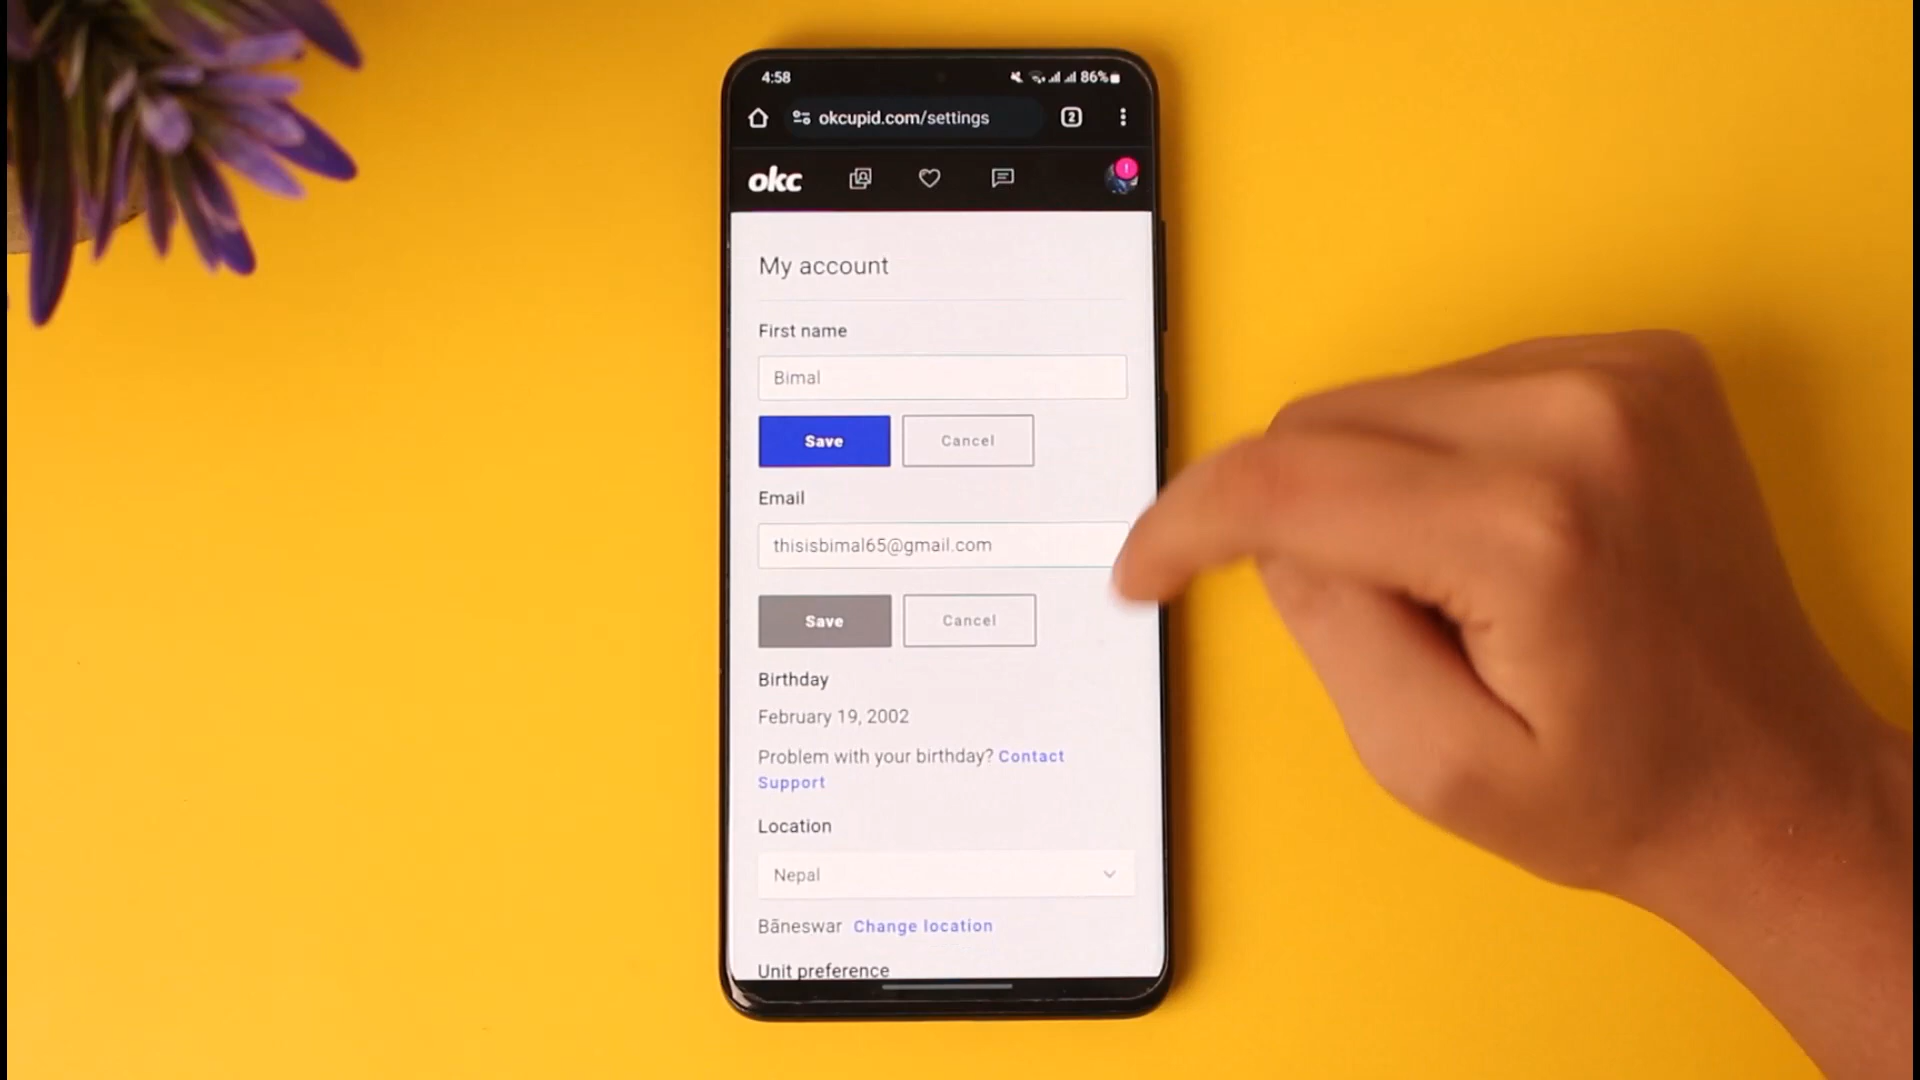 4:58
86%
okcupid.com/settings
2
okc
!
My account
First name
Bimal
Save
Cancel
Email
thisisbimal65@gmail.com
Save
Cancel
Birthday
February 19, 2002
Problem with your birthday? Contact
Support
Location
Nepal
Bāneswar Change location
Unit preference